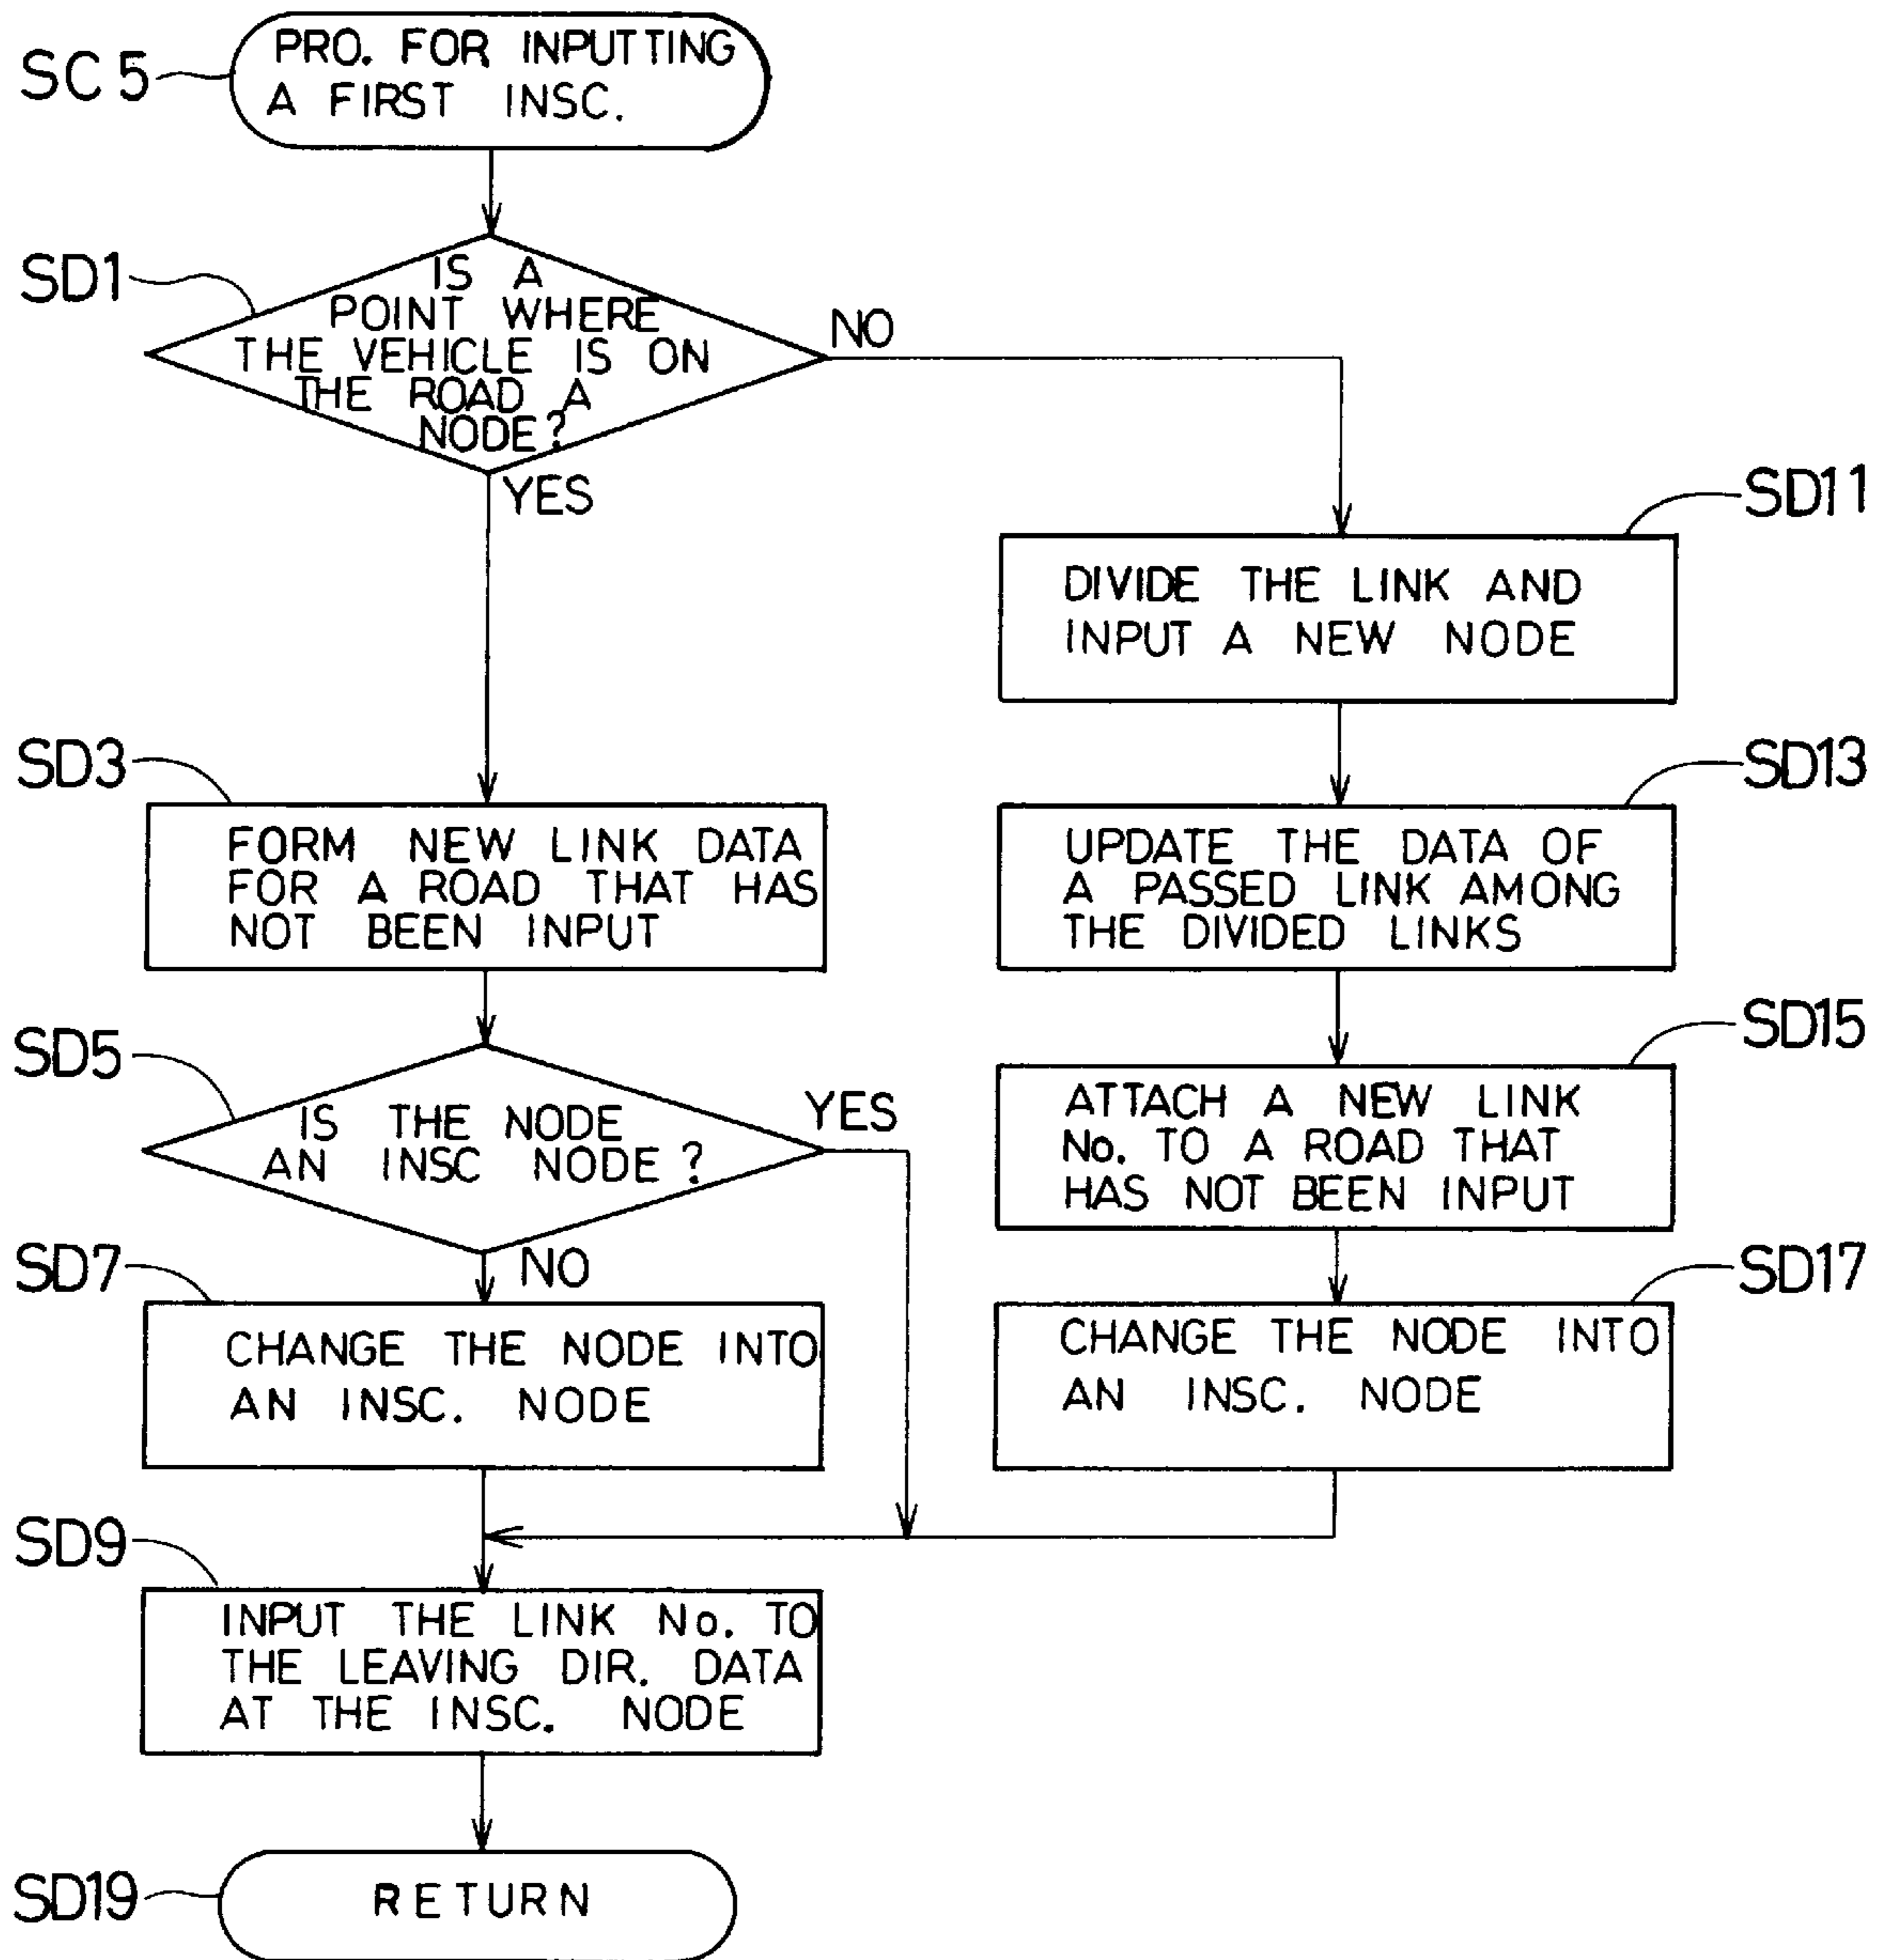 SC5
PRO. FOR INPUTTING
A FIRST INSC.
SD1
IS A
POINT WHERE
THE VEHICLE IS ON
THE ROAD A
NODE?
NO
YES
SD11
DIVIDE THE LINK AND
INPUT A NEW NODE
SD3
FORM NEW LINK DATA
FOR A ROAD THAT HAS
NOT BEEN INPUT
SD13
UPDATE THE DATA OF
A PASSED LINK AMONG
THE DIVIDED LINKS
SD5
IS THE NODE
AN INSC NODE?
YES
NO
SD15
ATTACH A NEW LINK
No. TO A ROAD THAT
HAS NOT BEEN INPUT
SD7
CHANGE THE NODE INTO
AN INSC. NODE
SD17
CHANGE THE NODE INTO
AN INSC. NODE
SD9
INPUT THE LINK No. TO
THE LEAVING DIR. DATA
AT THE INSC. NODE
SD19
RETURN